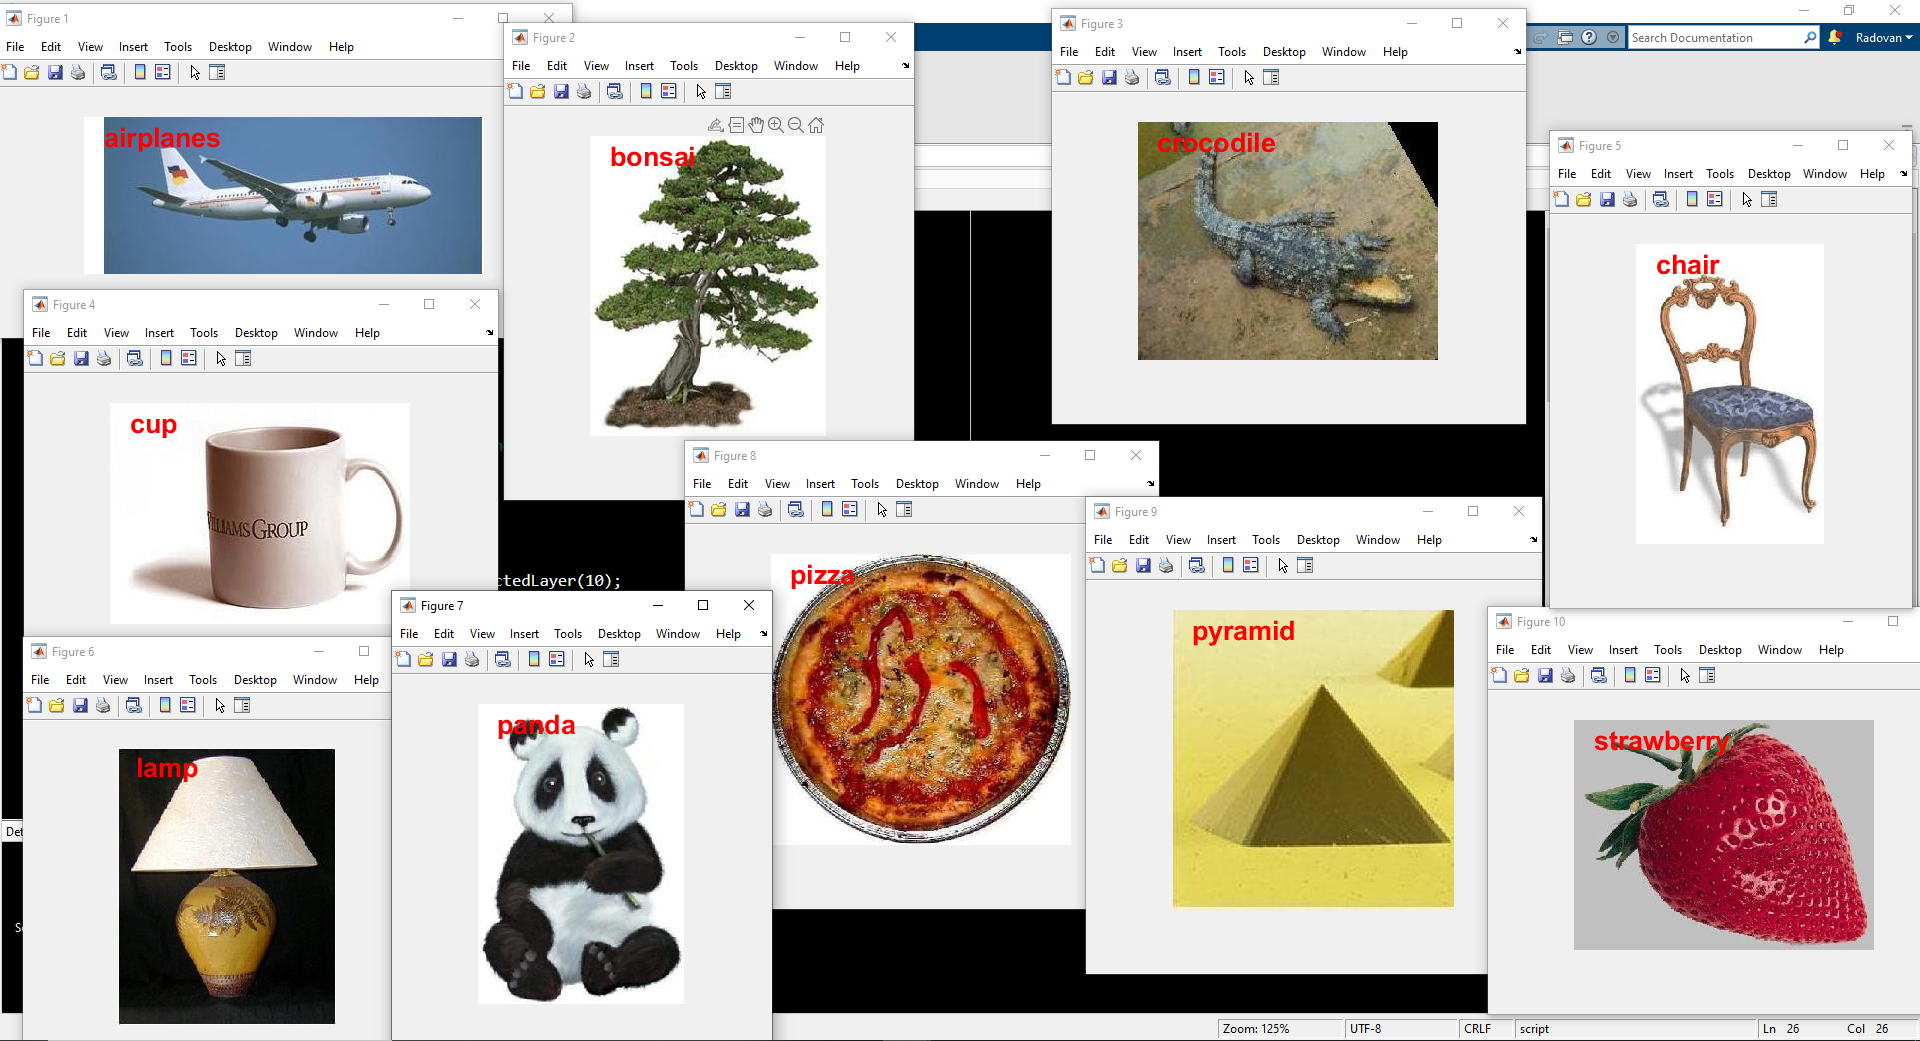 Figure 1
File Edit View Insert Tools Desktop Window Help
airplanes
Figure 2
File Edit View Insert Tools Desktop Window Help
bonsai
Figure 3
File Edit View Insert Tools Desktop Window Help
crocodile
Search Documentation
Radovan
Figure 4
File Edit View Insert Tools Desktop Window Help
cup
WILLIAMS GROUP
Figure 5
File Edit View Insert Tools Desktop Window Help
chair
ctedLayer(10);
Figure 6
File Edit View Insert Tools Desktop Window Help
lamp
Det
Figure 7
File Edit View Insert Tools Desktop Window Help
panda
Figure 8
File Edit View Insert Tools Desktop Window Help
pizza
Figure 9
File Edit View Insert Tools Desktop Window Help
pyramid
Figure 10
File Edit View Insert Tools Desktop Window Help
strawberry
Zoom: 125% UTF-8 CRLF script Ln 26 Col 26